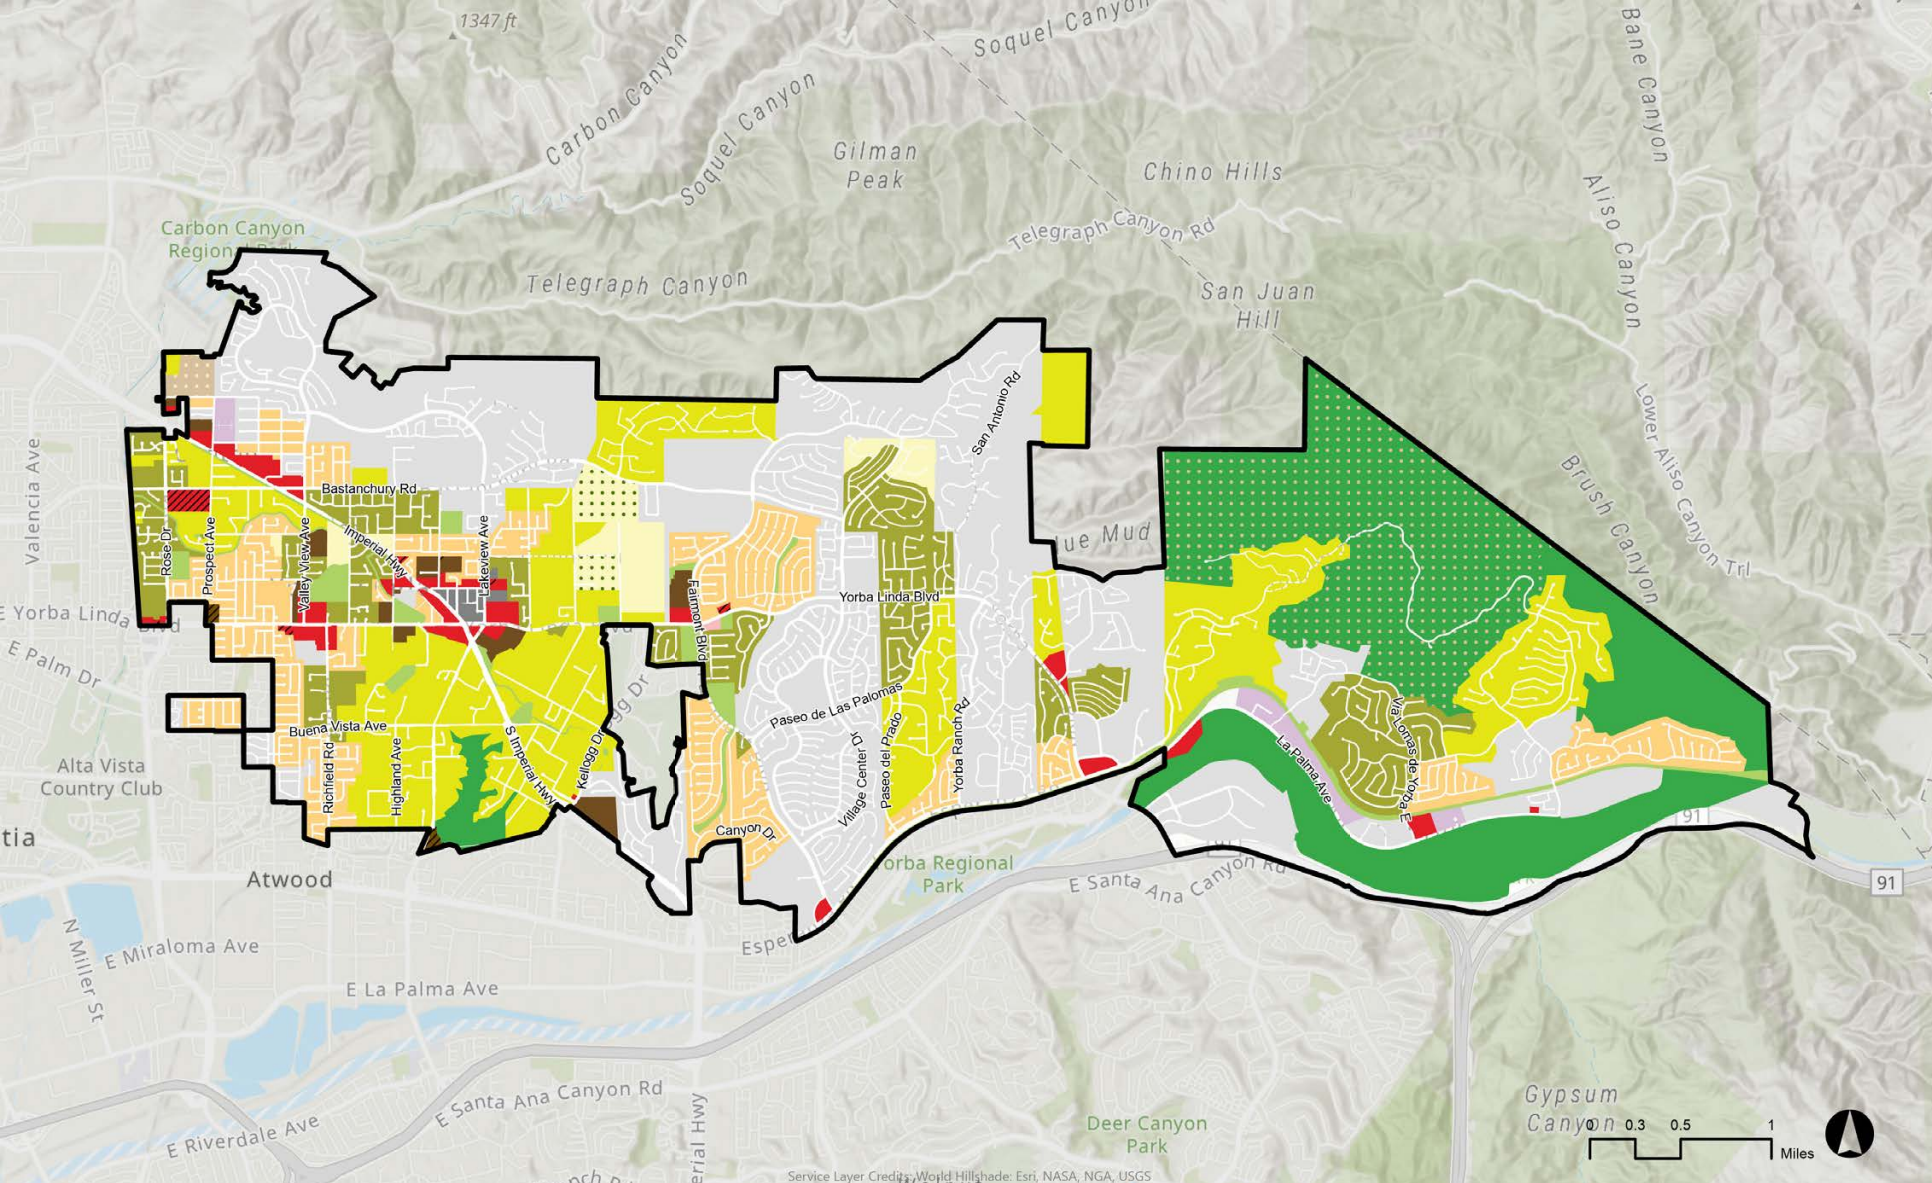 1347 ft
Soquel Canyon
Bane Canyon
Carbon Canyon
Soquel Canyon
Gilman
Peak
Chino Hills
Aliso Canyon
Carbon Canyon
Telegraph Canyon Rd
Telegraph Canyon
San Juan
Hill
Lower Aliso Canyon Trl
San Antonio Rd
Valencia Ave
Bastanchury Rd
Brush Canyon
Rose Dr
Prospect Ave
Valley View Ave
Imperial Hwy
Lakeview Ave
Mud
E Yorba Linda Blvd
Fairmont Blvd
Yorba Linda Blvd
E Palm Dr
Paseo de Las Palomas
Buena Vista Ave
Richfield Rd
Highland Ave
S Imperial Hwy
Kellogg Dr
Dr
Village Center Dr
Paseo del Prado
Yorba Ranch Rd
La Palma Ave
Via Lomas de Yorba E
Alta Vista
Country Club
tia
Canyon Dr
91
Atwood
Yorba Regional
Park
E Santa Ana Canyon Rd
91
N Miller St
E Miraloma Ave
Esper
E La Palma Ave
E Santa Ana Canyon Rd
E Riverdale Ave
erial Hwy
Deer Canyon
Park
Gypsum
Canyon
0 0.3 0.5 1
Miles
Service Layer Credits: World Hillshade: Esri, NASA, NGA, USGS